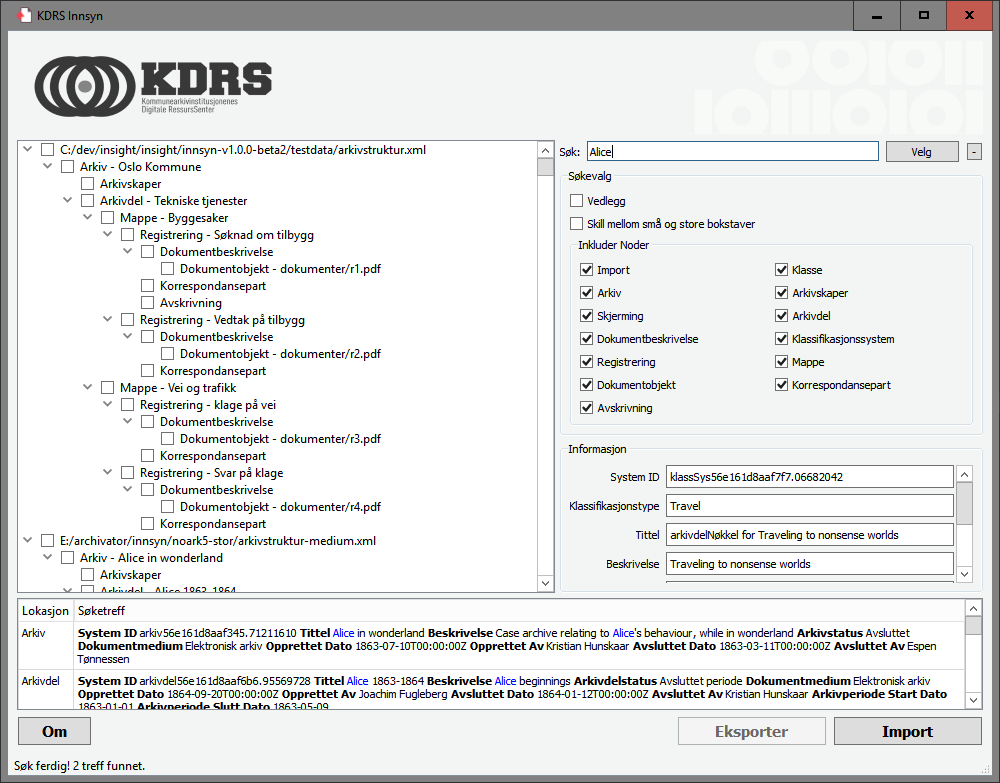 KDRS Innsyn
KDRS
Kommunearkivinstitusjonenes
Digitale RessursSenter
C:/dev/insight/insight/innsyn-v1.0.0-beta2/testdata/arkivstruktur.xml
Arkiv - Oslo Kommune
Arkivskaper
Arkivdel - Tekniske tjenester
Mappe - Byggesaker
Registrering - Søknad om tilbygg
Dokumentbeskrivelse
Dokumentobjekt - dokumenter/r1.pdf
Korrespondansepart
Avskrivning
Registrering - Vedtak på tilbygg
Dokumentbeskrivelse
Dokumentobjekt - dokumenter/r2.pdf
Korrespondansepart
Mappe - Vei og trafikk
Registrering - klage på vei
Dokumentbeskrivelse
Dokumentobjekt - dokumenter/r3.pdf
Korrespondansepart
Registrering - Svar på klage
Dokumentbeskrivelse
Dokumentobjekt - dokumenter/r4.pdf
Korrespondansepart
E:/archivator/innsyn/noark5-stor/arkivstruktur-medium.xml
Arkiv - Alice in wonderland
Arkivskaper
Arkivdel - Alice 1863-1864
Søk: Alice Velg -
Søkevalg
Vedlegg
Skill mellom små og store bokstaver
Inkluder Noder
Import Klasse
Arkiv Arkivskaper
Skjerming Arkivdel
Dokumentbeskrivelse Klassifikasjonssystem
Registrering Mappe
Dokumentobjekt Korrespondansepart
Avskrivning
Informasjon
System ID klassSys56e161d8aaf7f7.06682042
Klassifikasjonstype Travel
Tittel arkivdelNøkkel for Traveling to nonsense worlds
Beskrivelse Traveling to nonsense worlds
Lokasjon Søketreff
Arkiv System ID arkiv56e161d8aaf345.71211610 Tittel Alice in wonderland Beskrivelse Case archive relating to Alice's behaviour, while in wonderland Arkivstatus Avsluttet
Dokumentmedium Elektronisk arkiv Opprettet Dato 1863-07-10T00:00:00Z Opprettet Av Kristian Hunskaar Avsluttet Dato 1863-03-11T00:00:00Z Avsluttet Av Espen
Tønnessen
Arkivdel System ID arkivdel56e161d8aaf6b6.95569728 Tittel Alice 1863-1864 Beskrivelse Alice beginnings Arkivdelstatus Avsluttet periode Dokumentmedium Elektronisk arkiv
Opprettet Dato 1864-09-20T00:00:00Z Opprettet Av Joachim Fugleberg Avsluttet Dato 1864-01-12T00:00:00Z Avsluttet Av Kristian Hunskaar Arkivperiode Start Dato
1863-01-01 Arkivperiode Slutt Dato 1863-05-09
Om Eksporter Import
Søk ferdig! 2 treff funnet.